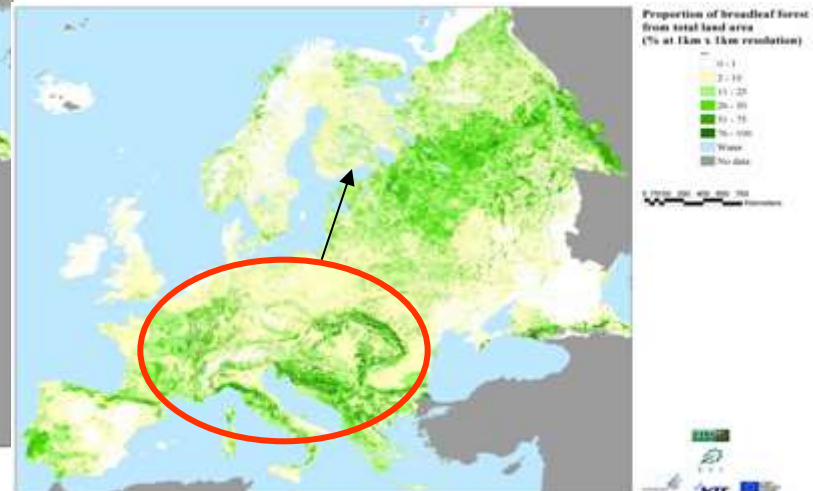 Proportion of broadleaf forest
from total land area
(% at 1km x 1km resolution)
0 - 1
2 - 10
11 - 25
26 - 50
51 - 75
76 - 100
Water
No data
Kilometers